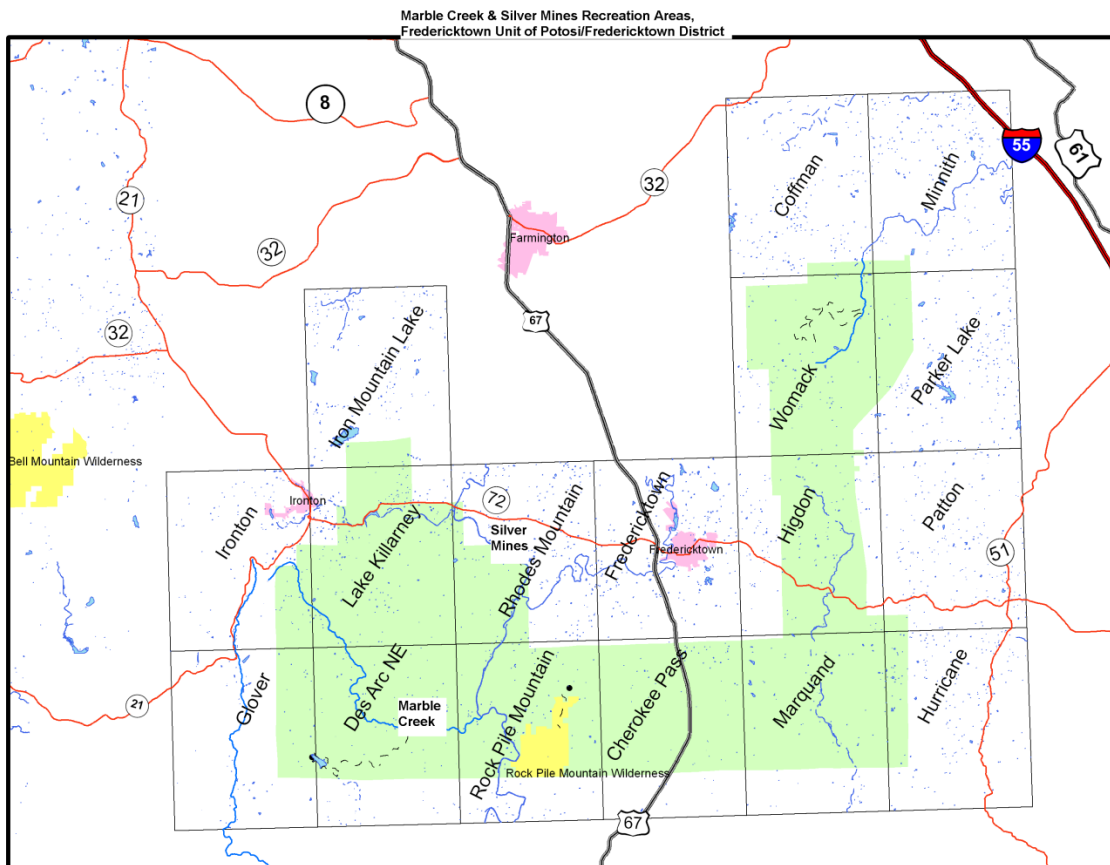 Marble Creek & Silver Mines Recreation Areas,
Fredericktown Unit of Potosi/Fredericktown District
8
55
61
21
32
32
Coffman
Minnith
Farmington
67
32
Iron Mountain Lake
Womack
Parker Lake
Bell Mountain Wilderness
Ironton
Ironton
Lake Killarney
72
Silver
Mines
Rhodes Mountain
Fredericktown
Fredericktown
Higdon
Patton
51
21
Glover
Des Arc NE
Marble
Creek
Rock Pile Mountain
Rock Pile Mountain Wilderness
Cherokee Pass
Marquand
Hurricane
67